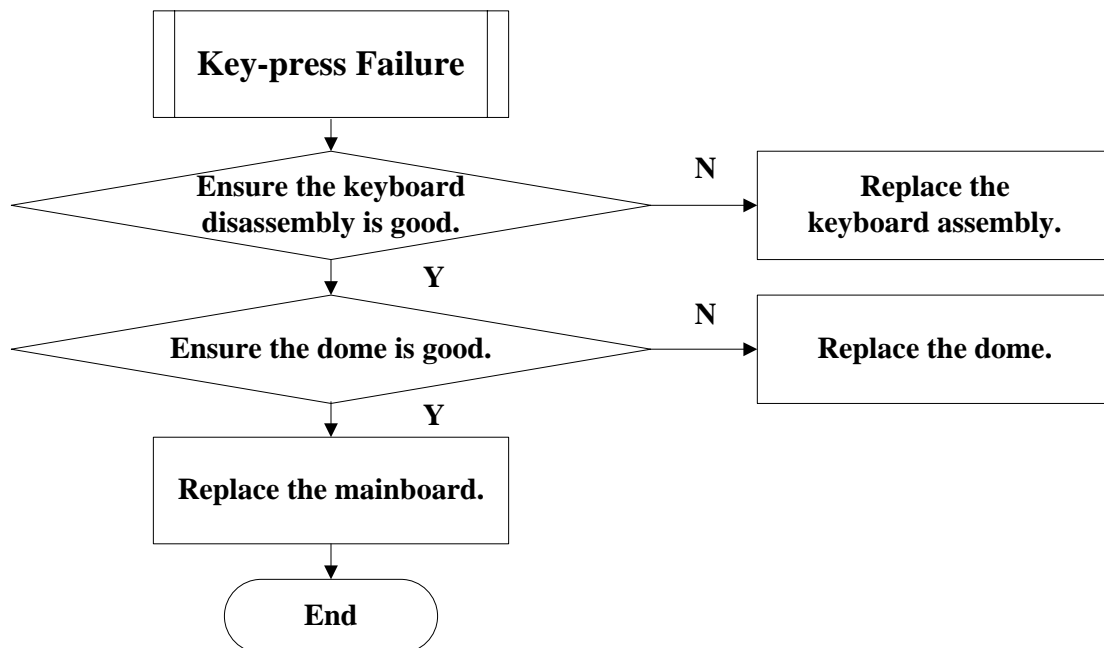 Key-press Failure
Ensure the keyboard
disassembly is good.
N
Replace the
keyboard assembly.
Y
Ensure the dome is good.
N
Replace the dome.
Y
Replace the mainboard.
End